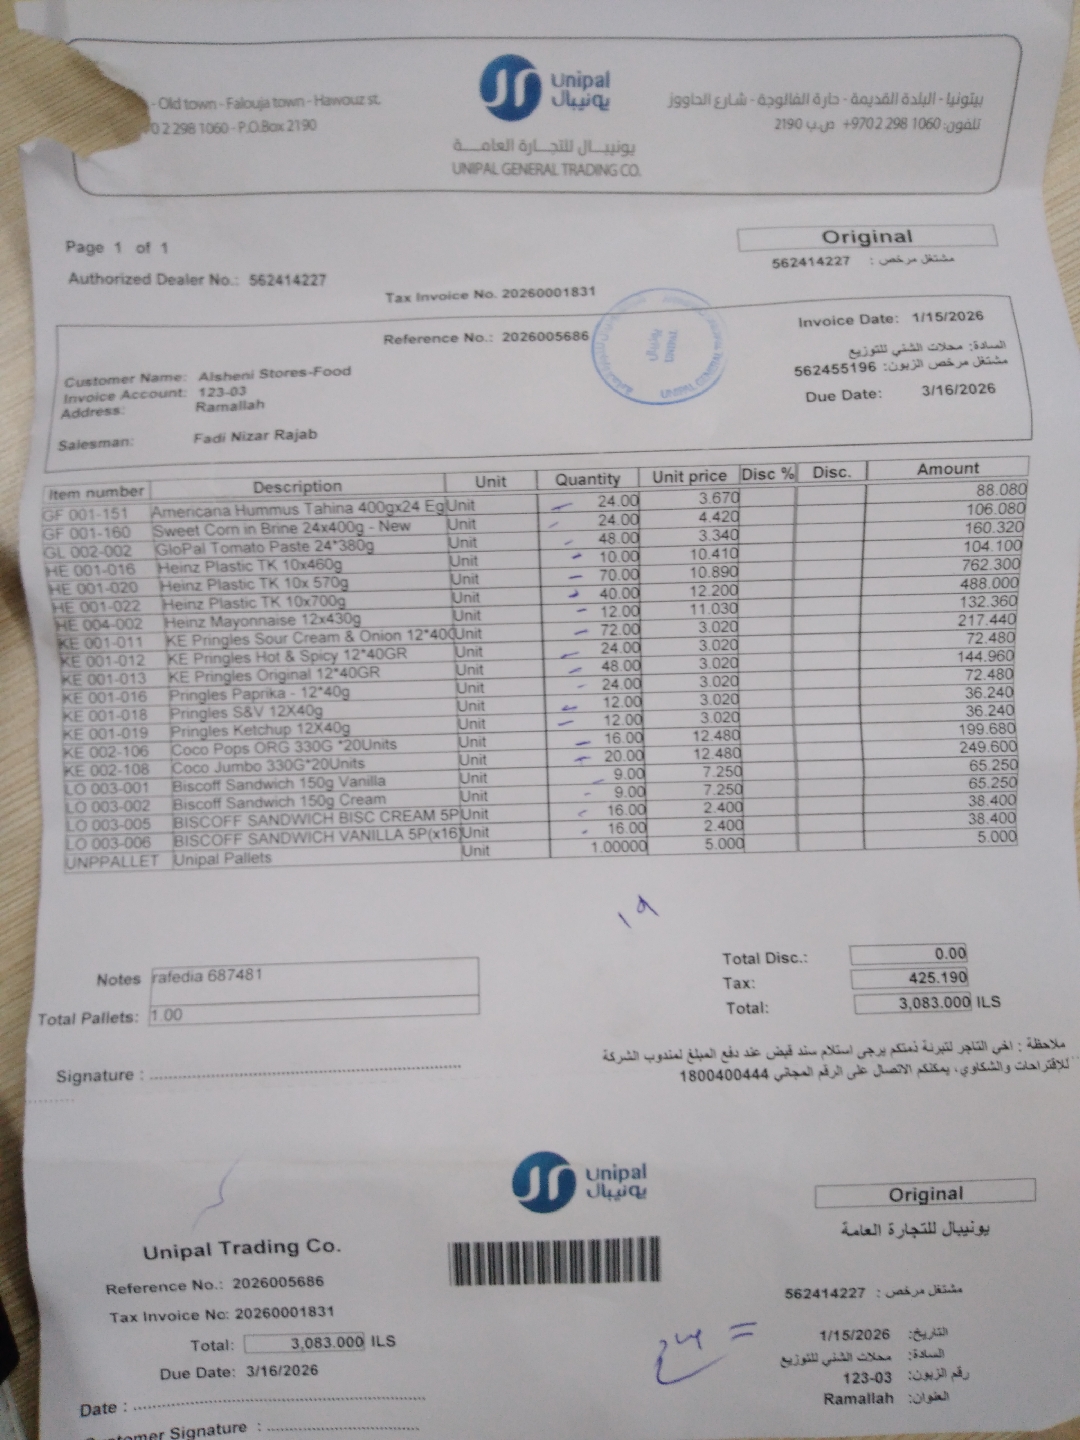 Unipal
يونيبال
- Old town - Falouja town - Hawouz st.
بيتونيا - البلدة القديمة - حارة الفالوجة - شارع الحاووز
70 2 298 1060 - P.O.Box 2190
تلفون: 1060 298 2 970+ ص.ب 2190
يونيبال للتجارة العامة
UNIPAL GENERAL TRADING CO.
Page 1 of 1
Original
Authorized Dealer No.: 562414227
مشتغل مرخص : 562414227
Tax Invoice No. 20260001831
Reference No.: 2026005686
Invoice Date: 1/15/2026
السادة: محلات الشني للتوزيع
Customer Name: Alsheni Stores-Food
مشتغل مرخص الزبون: 562455196
Invoice Account: 123-03
Address: Ramallah
Due Date: 3/16/2026
Salesman: Fadi Nizar Rajab
Item number Description Unit Quantity Unit price Disc % Disc. Amount
GF 001-151 Americana Hummus Tahina 400gx24 Eg Unit 24.00 3.670 88.080
GF 001-160 Sweet Corn in Brine 24x400g - New Unit 24.00 4.420 106.080
GL 002-002 GloPal Tomato Paste 24*380g Unit 48.00 3.340 160.320
HE 001-016 Heinz Plastic TK 10x460g Unit 10.00 10.410 104.100
HE 001-020 Heinz Plastic TK 10x 570g Unit 70.00 10.890 762.300
HE 001-022 Heinz Plastic TK 10x700g Unit 40.00 12.200 488.000
HE 004-002 Heinz Mayonnaise 12x430g Unit 12.00 11.030 132.360
KE 001-011 KE Pringles Sour Cream & Onion 12*40G Unit 72.00 3.020 217.440
KE 001-012 KE Pringles Hot & Spicy 12*40GR Unit 24.00 3.020 72.480
KE 001-013 KE Pringles Original 12*40GR Unit 48.00 3.020 144.960
KE 001-016 Pringles Paprika - 12*40g Unit 24.00 3.020 72.480
KE 001-018 Pringles S&V 12X40g Unit 12.00 3.020 36.240
KE 001-019 Pringles Ketchup 12X40g Unit 12.00 3.020 36.240
KE 002-106 Coco Pops ORG 330G *20Units Unit 16.00 12.480 199.680
KE 002-108 Coco Jumbo 330G*20Units Unit 20.00 12.480 249.600
LO 003-001 Biscoff Sandwich 150g Vanilla Unit 9.00 7.250 65.250
LO 003-002 Biscoff Sandwich 150g Cream Unit 9.00 7.250 65.250
LO 003-005 BISCOFF SANDWICH BISC CREAM 5P Unit 16.00 2.400 38.400
LO 003-006 BISCOFF SANDWICH VANILLA 5P(x16) Unit 16.00 2.400 38.400
UNPPALLET Unipal Pallets Unit 1.00000 5.000 5.000
١٩
Notes rafedia 687481
Total Disc.: 0.00
Tax: 425.190
Total Pallets: 1.00
Total: 3,083.000 ILS
Signature :
ملاحظة : اخي التاجر لتبرئة ذمتكم يرجى استلام سند قبض عند دفع المبلغ لمندوب الشركة
للإقتراحات والشكاوي، يمكنكم الاتصال على الرقم المجاني 1800400444
Unipal
يونيبال
Original
Unipal Trading Co.
يونيبال للتجارة العامة
Reference No.: 2026005686
مشتغل مرخص : 562414227
Tax Invoice No: 20260001831
التاريخ: 1/15/2026
Total: 3,083.000 ILS
السادة: محلات الشني للتوزيع
Due Date: 3/16/2026
رقم الزبون: 123-03
العنوان: Ramallah
Date :
Customer Signature :